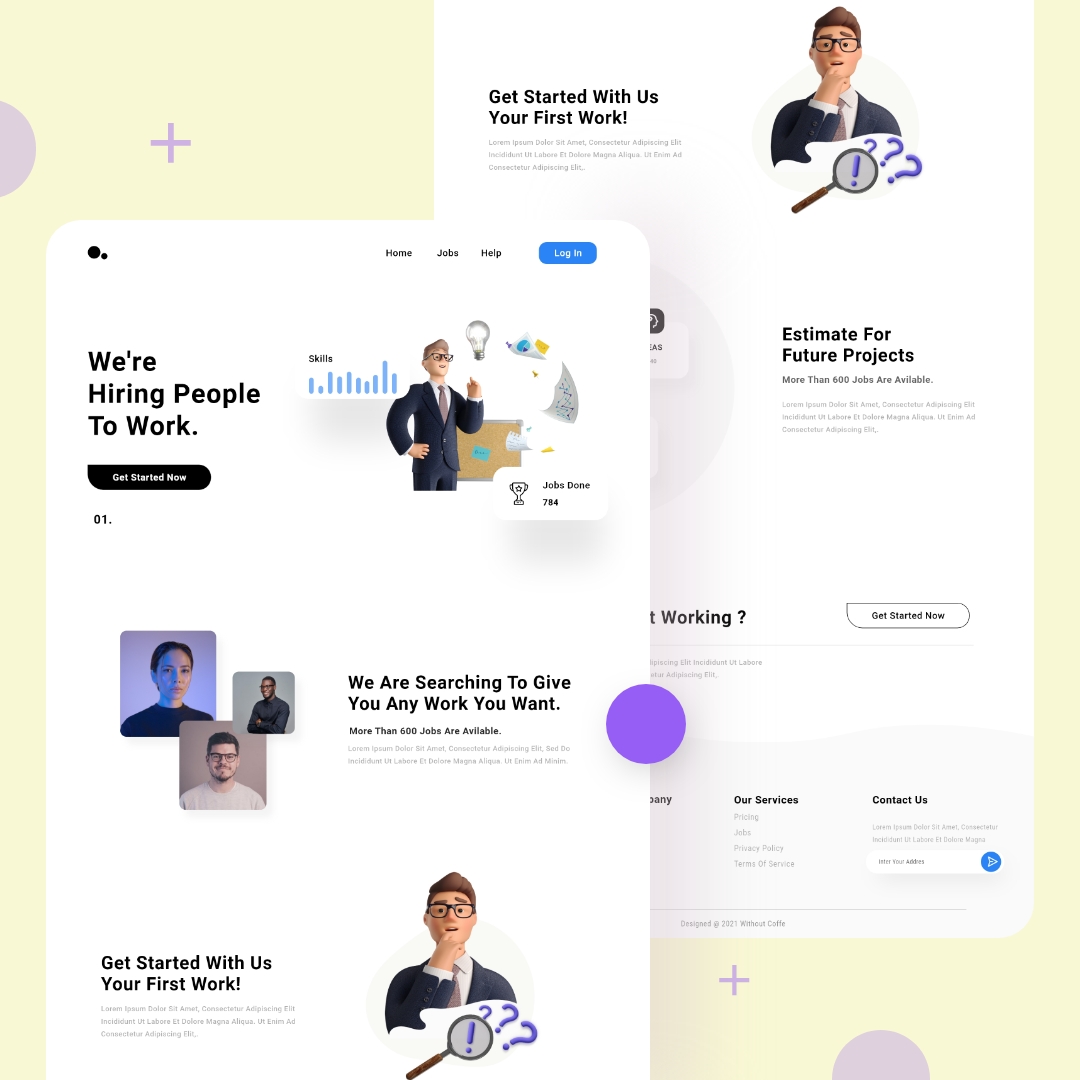 Get Started With Us
Your First Work!
Lorem Ipsum Dolor Sit Amet, Consectetur Adipiscing Elit
Incididunt Ut Labore Et Dolore Magna Aliqua. Ut Enim Ad
Consectetur Adipiscing Elit,.
Home
Jobs
Help
Log In
We're
Hiring People
To Work.
Get Started Now
01.
Skills
Jobs Done
784
EAS
Estimate For
Future Projects
More Than 600 Jobs Are Avilable.
Lorem Ipsum Dolor Sit Amat, Consectetur Adipiscing Elit
Incididunt Ut Labore Et Dolore Magna Aliqua. Ut Enim Ad
Consectetur Adipiscing Elit,.
t Working ?
Get Started Now
ipiscing Elit Incididunt Ut Labore
etur Adipiscing Elit,
We Are Searching To Give
You Any Work You Want.
More Than 600 Jobs Are Avilable.
Lorem Ipsum Dolor Sit Amat, Consectetur Adipiscing Elit, Sed Do
Incididunt Ut Labore Et Dolore Magna Aliqua. Ut Enim Ad Minim.
pany
Our Services
Pricing
Jobs
Privacy Policy
Terms Of Service
Contact Us
Lorem Ipsum Dolor Sit Amet, Consectetur
Incididunt Ut Labore Et Dolore Magna
Inter Your Addres
Designed @ 2021 Without Coffe
Get Started With Us
Your First Work!
Lorem Ipsum Dolor Sit Amat, Consectetur Adipiscing Elit
Incididunt Ut Labore Et Dolore Magna Aliqua. Ut Enim Ad
Consectetur Adipiscing Elit,.